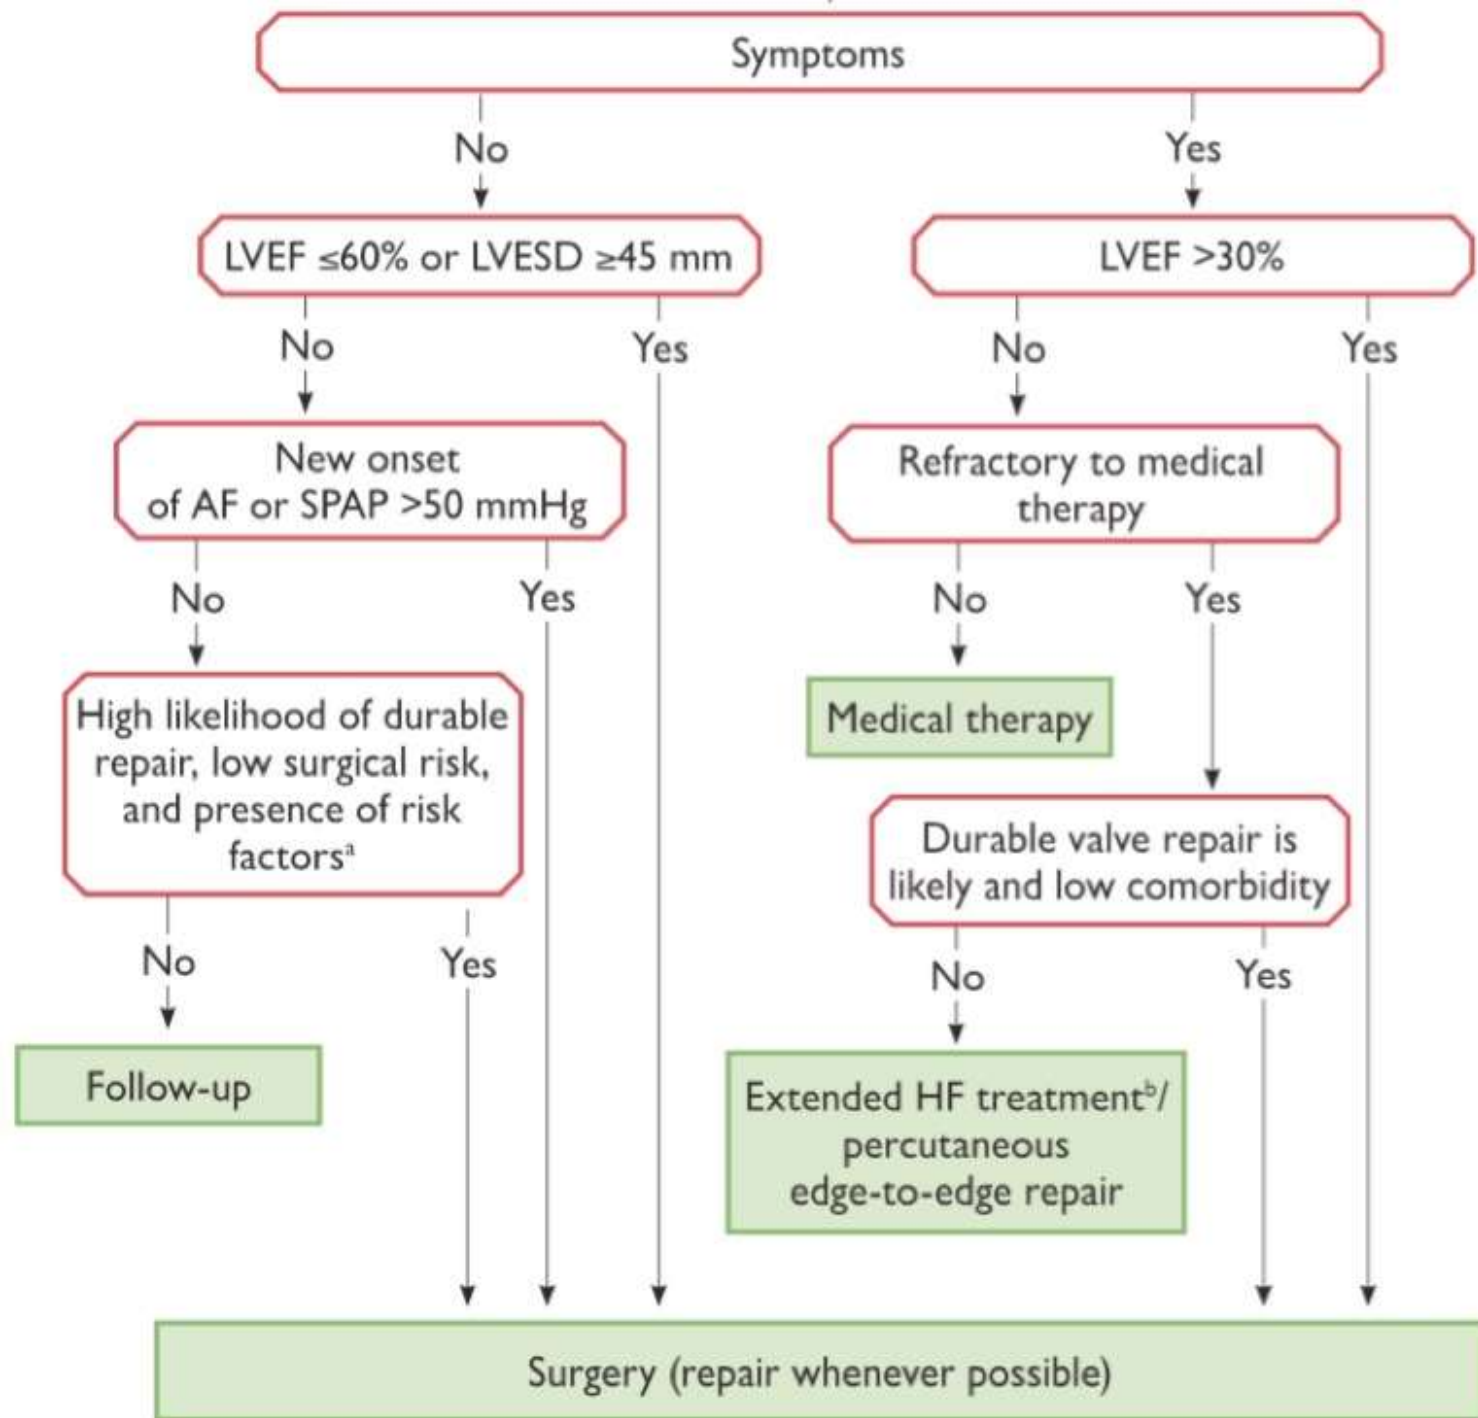 Symptoms
No
Yes
LVEF ≤60% or LVESD ≥45 mm
LVEF >30%
No
Yes
No
Yes
New onset
of AF or SPAP >50 mmHg
Refractory to medical
therapy
No
Yes
No
Yes
High likelihood of durable
repair, low surgical risk,
and presence of risk
factorsᵃ
Medical therapy
Durable valve repair is
likely and low comorbidity
No
Yes
No
Yes
Follow-up
Extended HF treatmentᵇ/
percutaneous
edge-to-edge repair
Surgery (repair whenever possible)